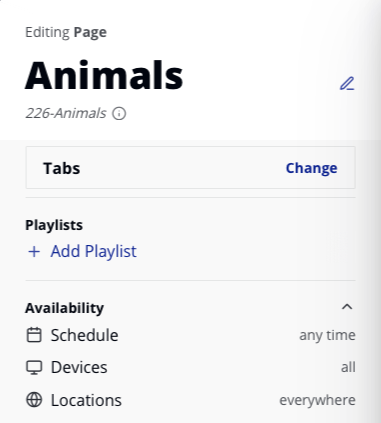 Editing Page
Animals
226-Animals
Tabs Change
Playlists
+ Add Playlist
Availability
Schedule any time
Devices all
Locations everywhere